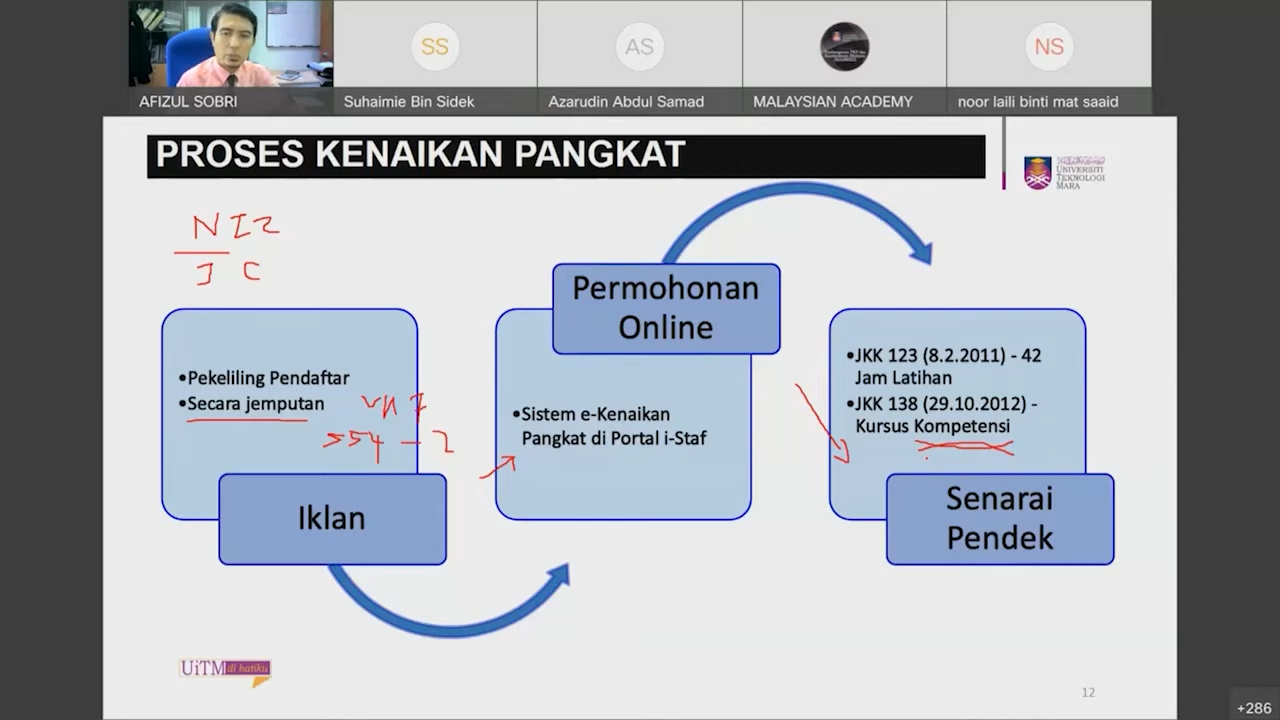 SS
AS
NS
AFIZUL SOBRI
Suhaimie Bin Sidek
Azarudin Abdul Samad
MALAYSIAN ACADEMY
noor laili binti mat saaid
PROSES KENAIKAN PANGKAT
UNIVERSITI
TEKNOLOGI
MARA
Permohonan
Online
•Pekeliling Pendaftar
•Secara jemputan
Iklan
•Sistem e-Kenaikan
Pangkat di Portal i-Staf
•JKK 123 (8.2.2011) - 42
Jam Latihan
•JKK 138 (29.10.2012) -
Kursus Kompetensi
Senarai
Pendek
UiTM di hatiku
12
+286